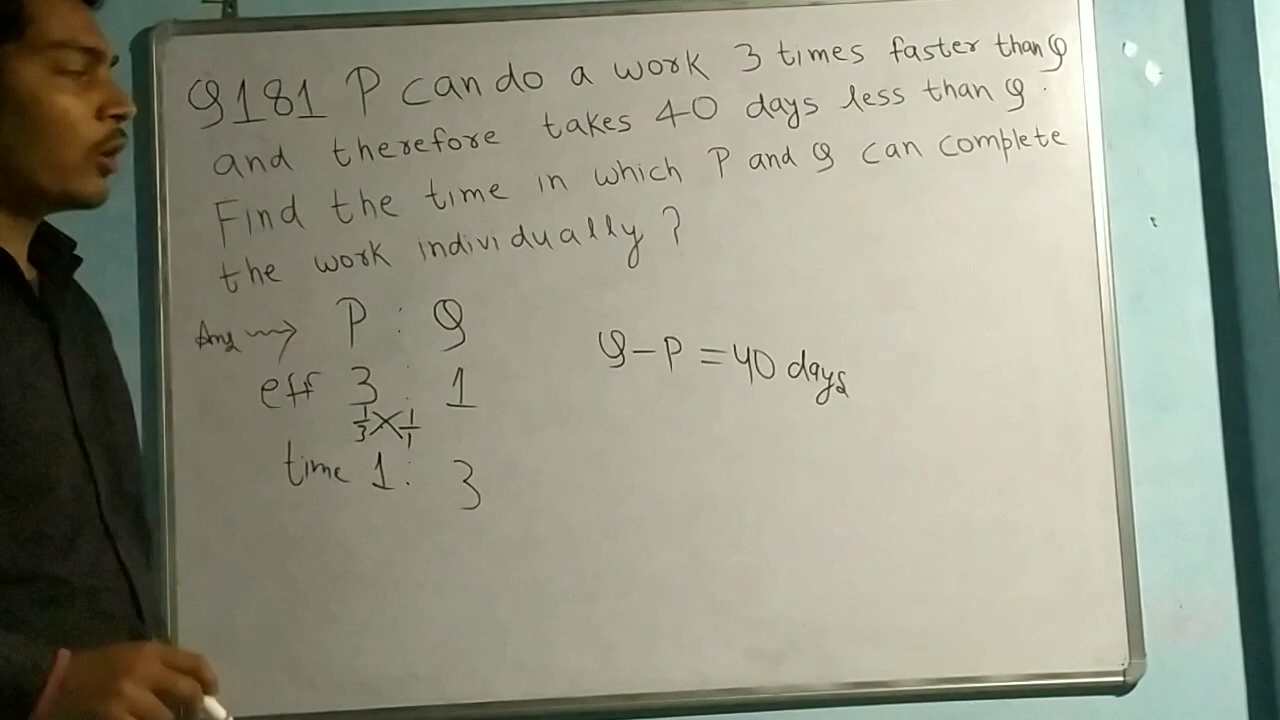 Q181 P can do a work 3 times faster than Q
and therefore takes 40 days less than Q.
Find the time in which P and Q can complete
the work individually?
Ans → P : Q
Q-P = 40 days
eff 3 : 1
1/3 × 1/1
time 1 : 3